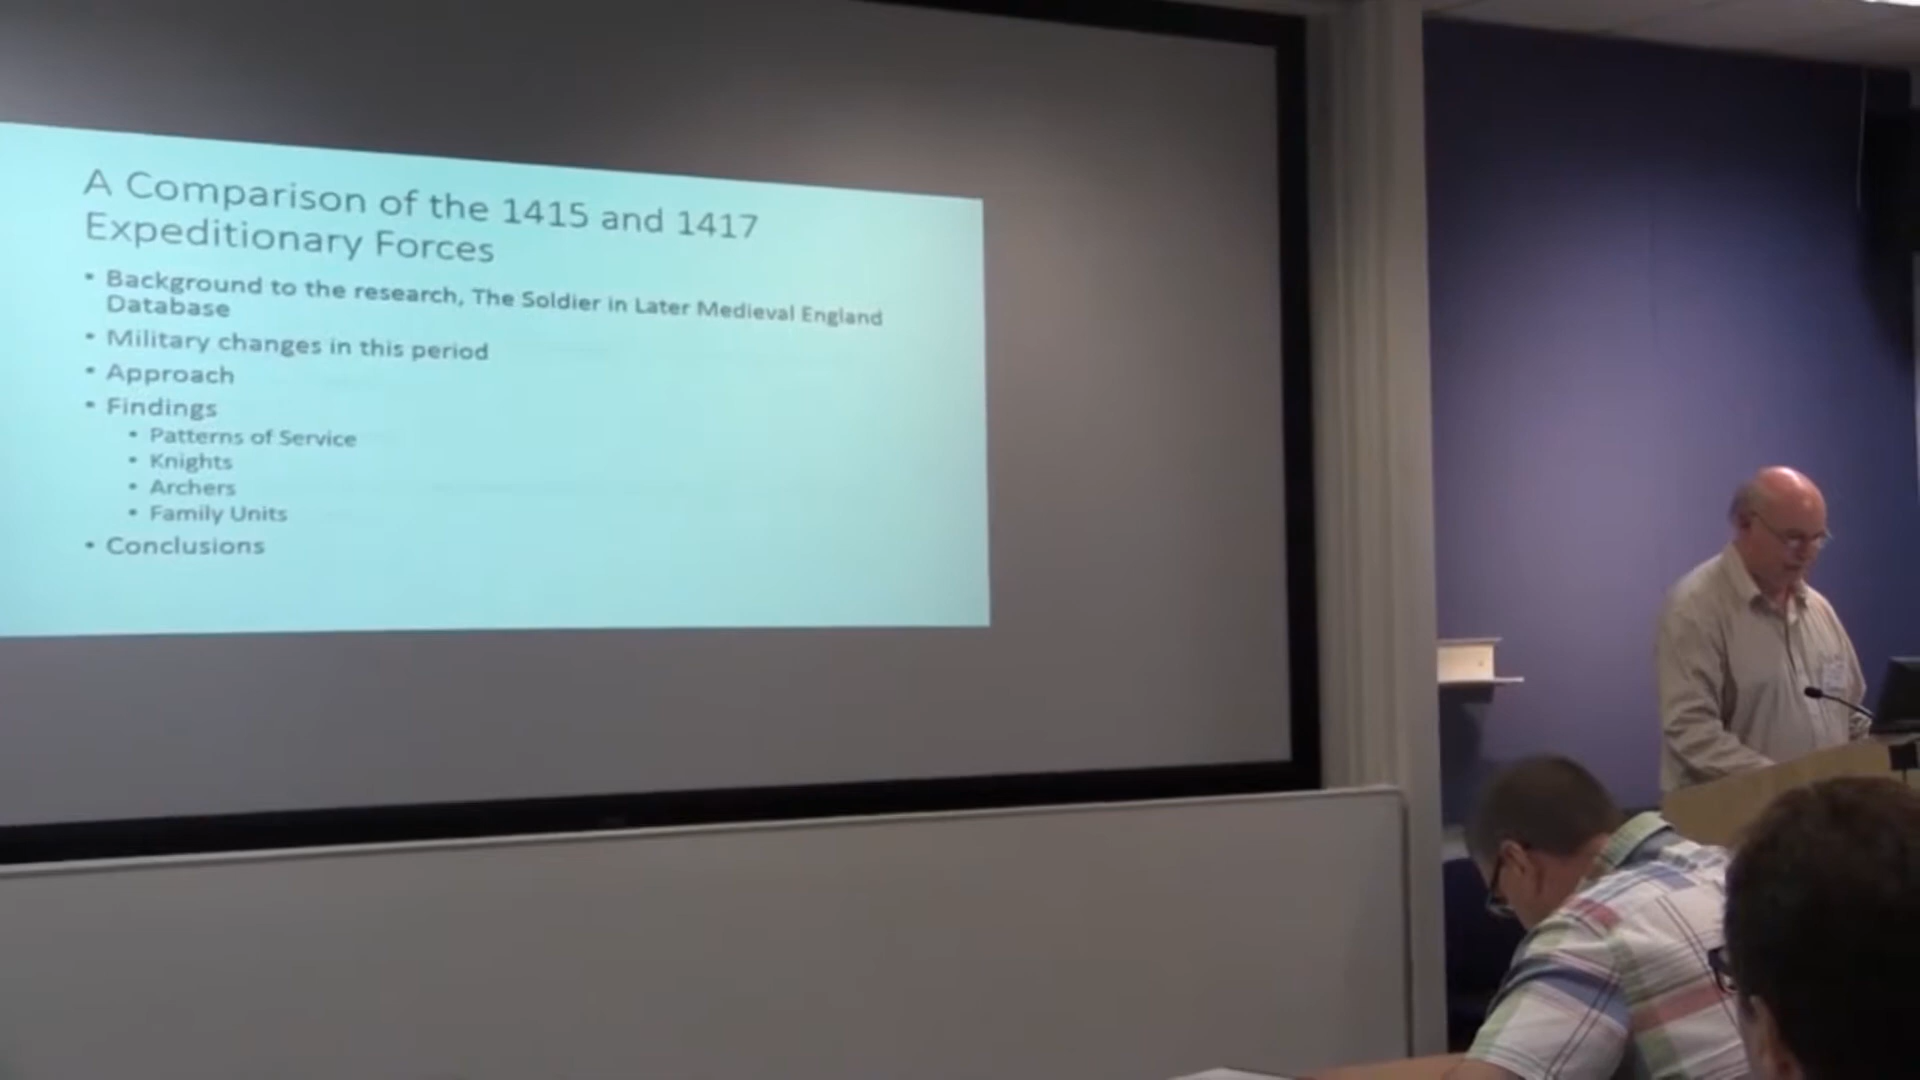 A Comparison of the 1415 and 1417
Expeditionary Forces
• Background to the research, The Soldier in Later Medieval England
Database
• Military changes in this period
• Approach
• Findings
• Patterns of Service
• Knights
• Archers
• Family Units
• Conclusions